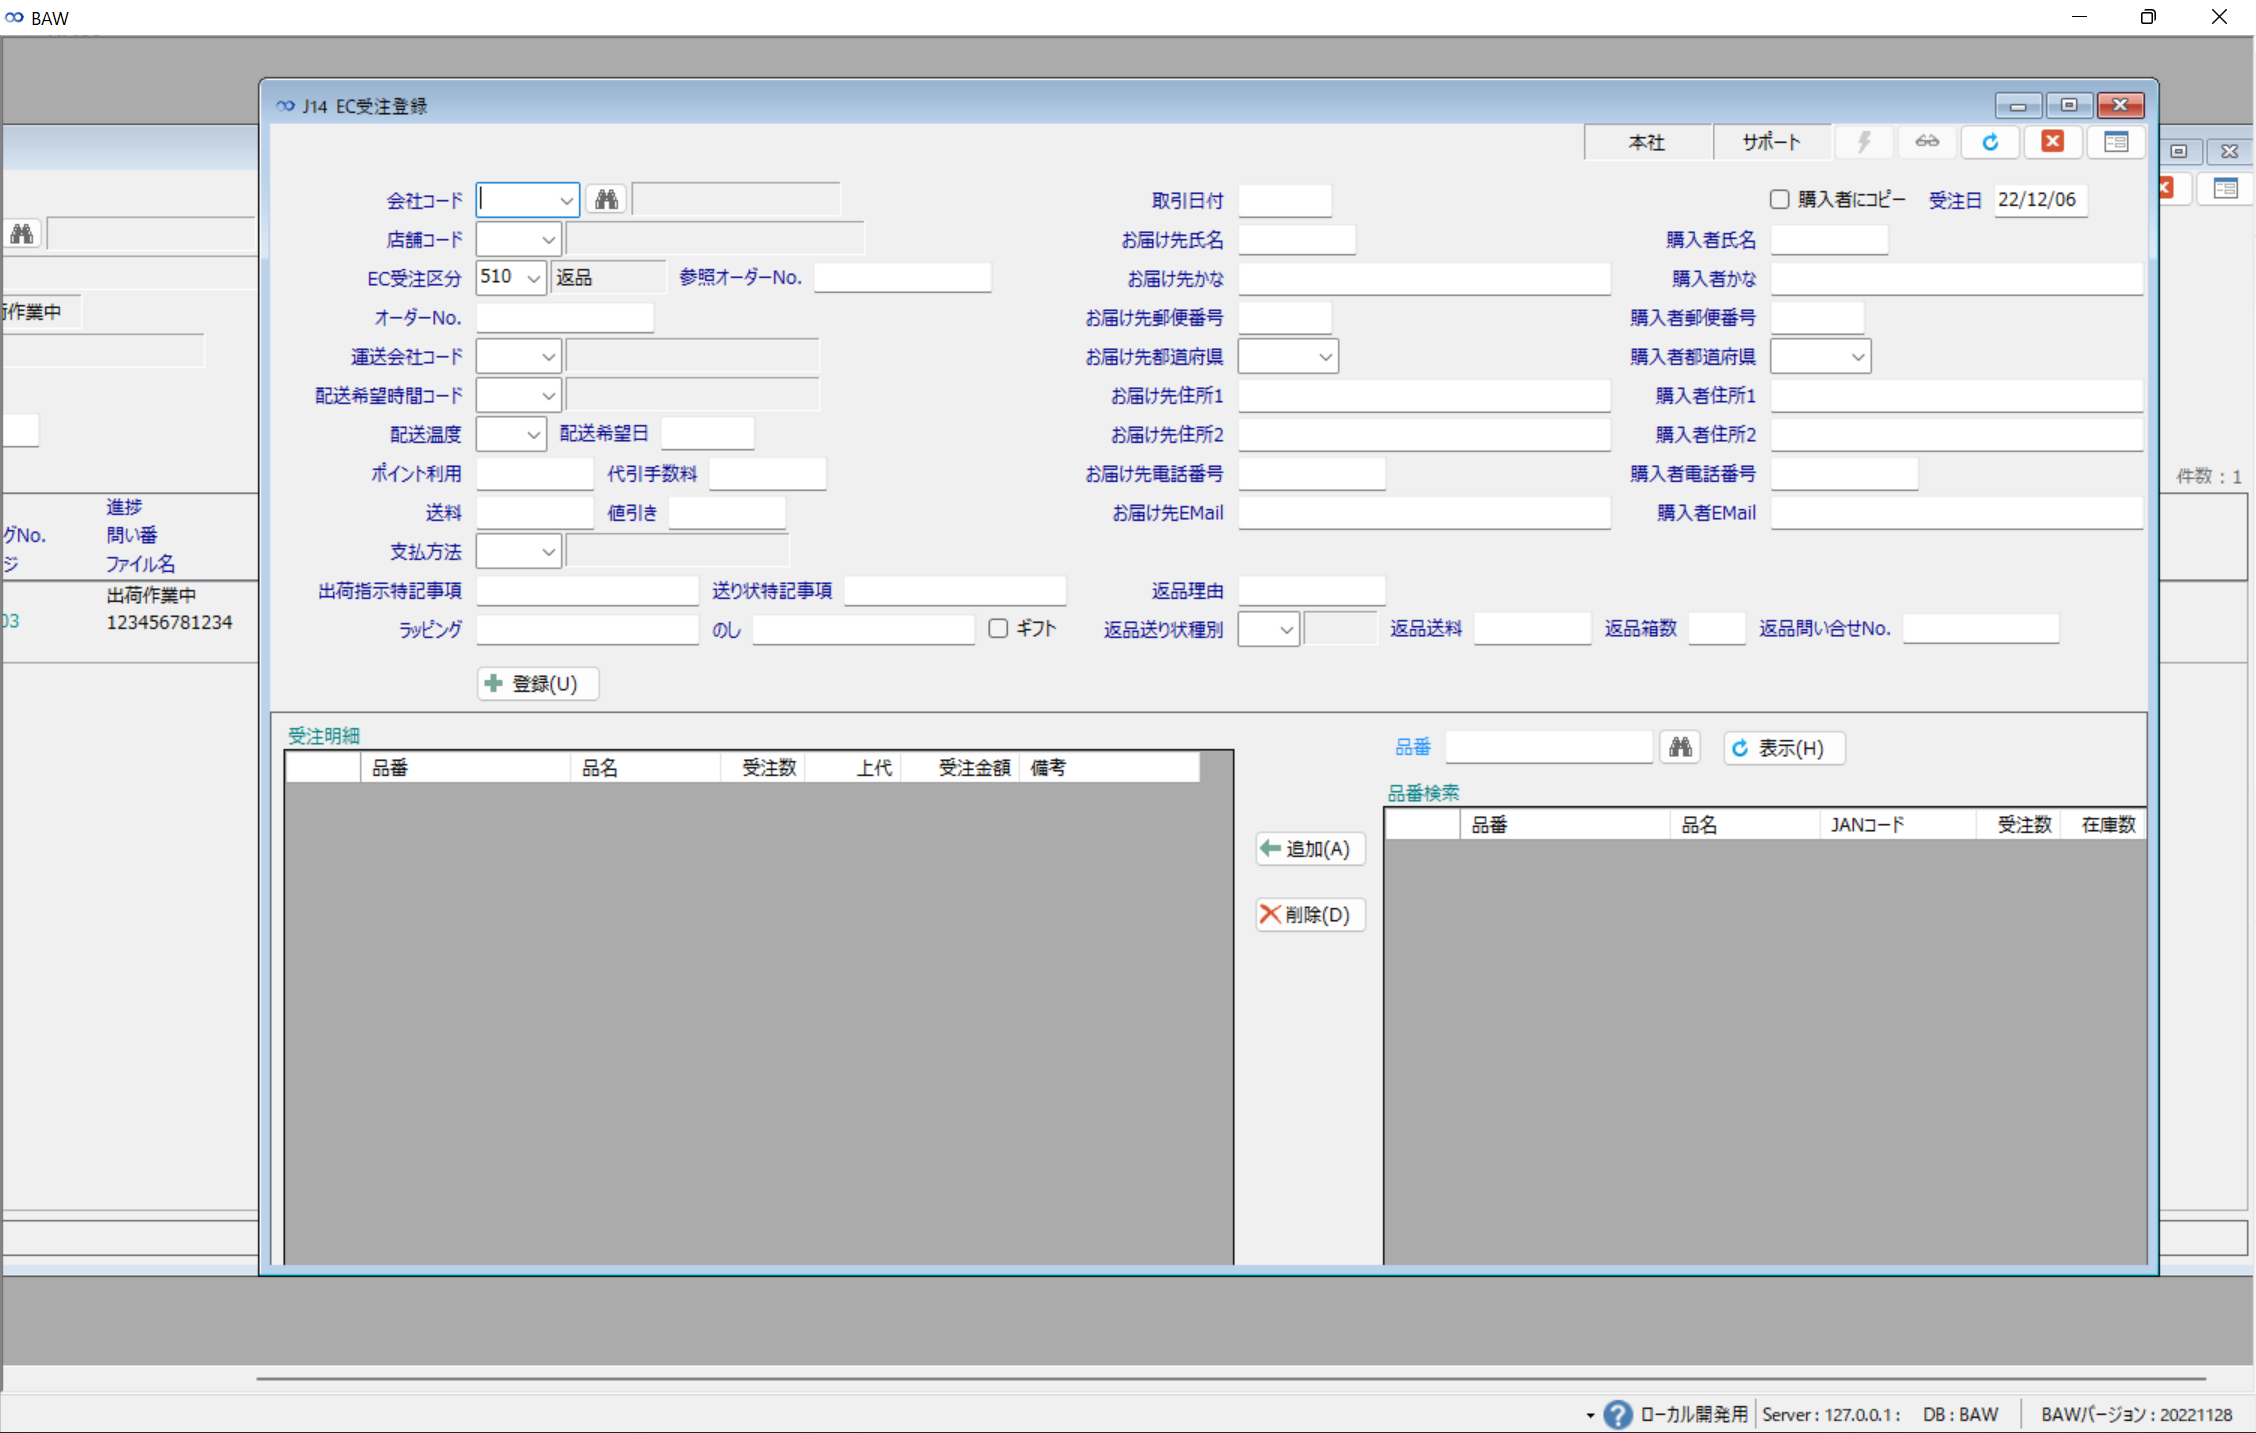 BAW
J14 EC受注登録
本社 サポート
会社コード 取引日付 購入者にコピー 受注日 22/12/06
店舗コード お届け先氏名 購入者氏名
EC受注区分 510 返品 参照オーダーNo. お届け先かな 購入者かな
オーダーNo. お届け先郵便番号 購入者郵便番号
運送会社コード お届け先都道府県 購入者都道府県
配送希望時間コード お届け先住所1 購入者住所1
配送温度 配送希望日 お届け先住所2 購入者住所2
ポイント利用 代引手数料 お届け先電話番号 購入者電話番号
送料 値引き お届け先EMail 購入者EMail
支払方法
出荷指示特記事項 送り状特記事項 返品理由
ラッピング のし ギフト 返品送り状種別 返品送料 返品箱数 返品問い合せNo.
登録(U)
受注明細
品番 品名 受注数 上代 受注金額 備考
品番 表示(H)
品番検索
品番 品名 JANコード 受注数 在庫数
追加(A)
削除(D)
作業中
件数：1
進捗
グNo. 問い番
ジ ファイル名
出荷作業中
03 123456781234
ローカル開発用 Server : 127.0.0.1 : DB : BAW BAWバージョン : 20221128